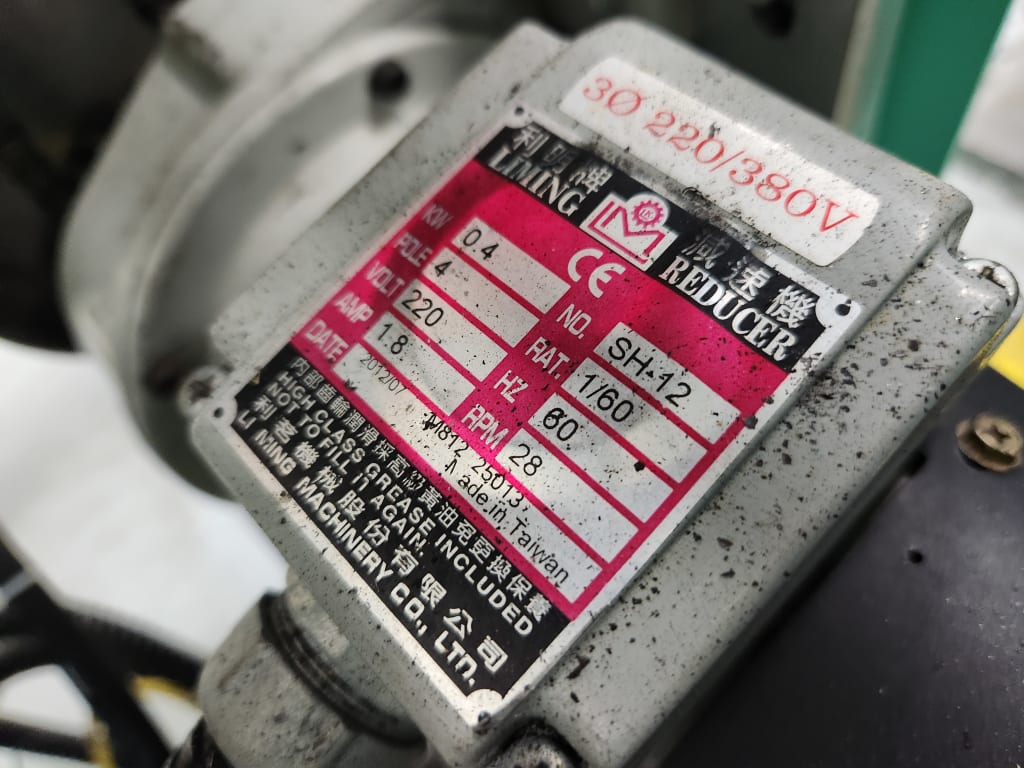 3Ø 220/380V
利明牌 減速機
LIMING REDUCER
CE
KW 0.4 NO. SH-12
POLE 4 RAT. 1/60
VOLT 220 HZ 60
AMP 1.8 RPM 28
DATE 2012/07 M812 25013,
Made in Taiwan
內部齒輪潤滑採高級黃油免更換保養
HIGH CLASS GREASE INCLUDED
NOT TO FILL IT AGAIN
利茗機械股份有限公司
LI MING MACHINERY CO., LTD.